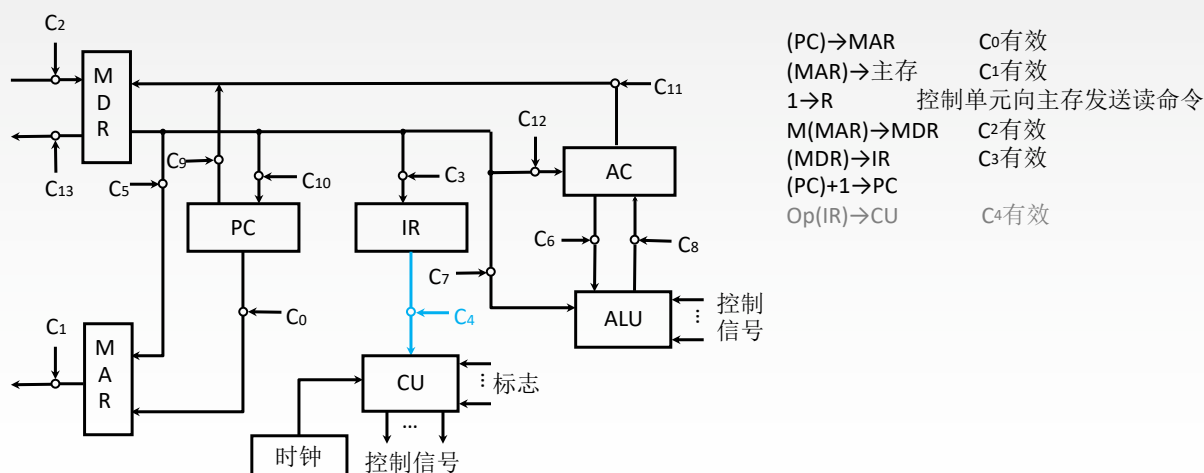 C2
M
D
R
C11
C12
C9
C13
C5
C10
C3
AC
PC
IR
C6
C8
C7
C1
C0
C4
ALU
控制
信号
...
M
A
R
CU
...
标志
...
时钟
控制信号
(PC)→MAR C0有效
(MAR)→主存 C1有效
1→R 控制单元向主存发送读命令
M(MAR)→MDR C2有效
(MDR)→IR C3有效
(PC)+1→PC
Op(IR)→CU C4有效